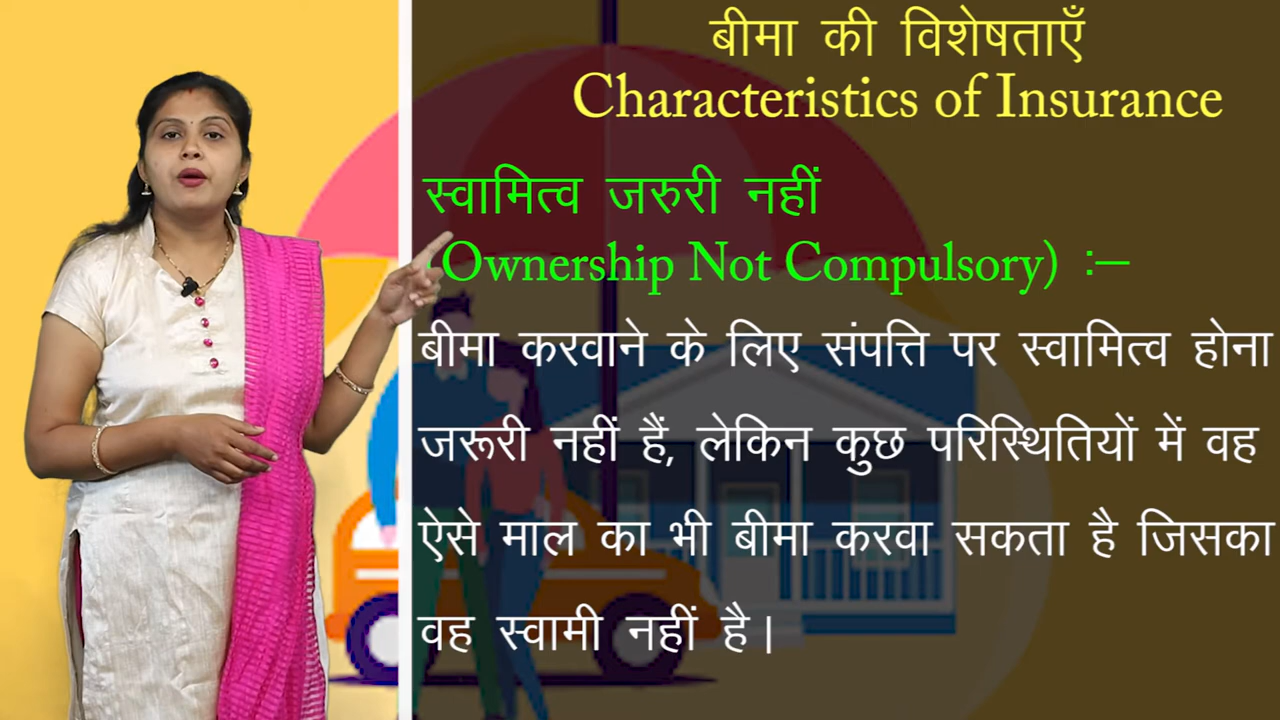 बीमा की विशेषताएँ
Characteristics of Insurance
स्वामित्व जरुरी नहीं
(Ownership Not Compulsory) :–
बीमा करवाने के लिए संपत्ति पर स्वामित्व होना
जरूरी नहीं हैं, लेकिन कुछ परिस्थितियों में वह
ऐसे माल का भी बीमा करवा सकता है जिसका
वह स्वामी नहीं है|